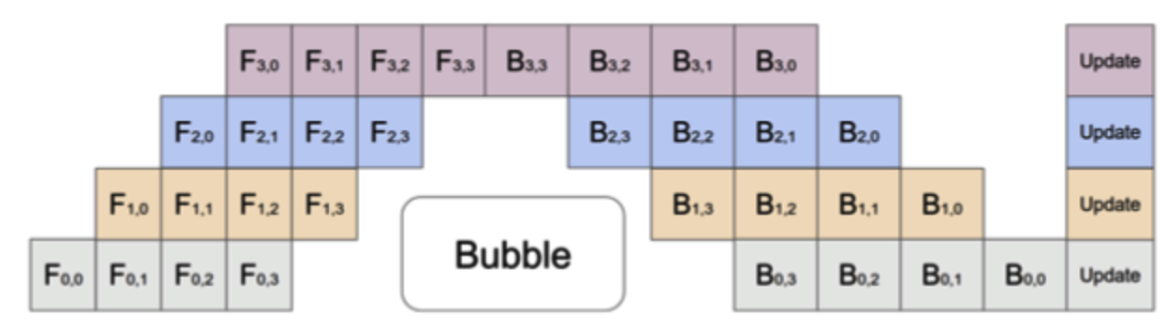 F3,0 F3,1 F3,2 F3,3 B3,3 B3,2 B3,1 B3,0 Update
F2,0 F2,1 F2,2 F2,3 B2,3 B2,2 B2,1 B2,0 Update
F1,0 F1,1 F1,2 F1,3 B1,3 B1,2 B1,1 B1,0 Update
Bubble
F0,0 F0,1 F0,2 F0,3 B0,3 B0,2 B0,1 B0,0 Update